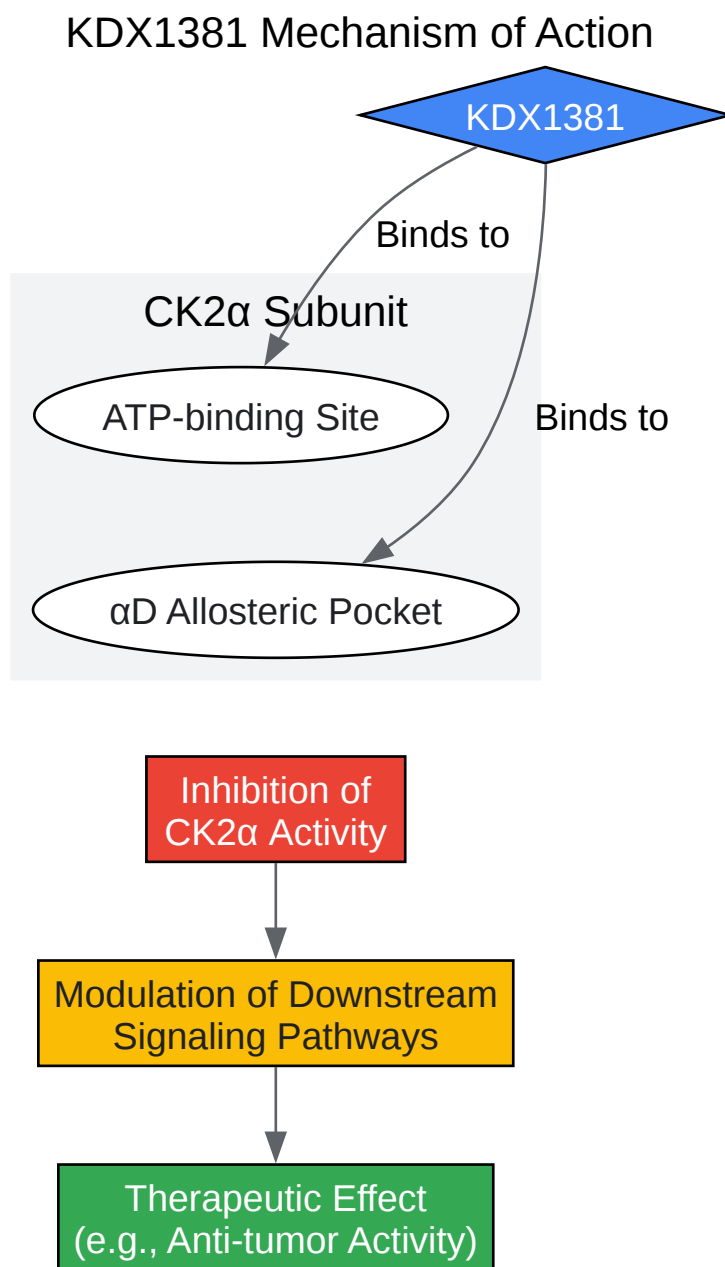 KDX1381 Mechanism of Action
KDX1381
Binds to
CK2α Subunit
ATP-binding Site
Binds to
αD Allosteric Pocket
Inhibition of
CK2α Activity
Modulation of Downstream
Signaling Pathways
Therapeutic Effect
(e.g., Anti-tumor Activity)